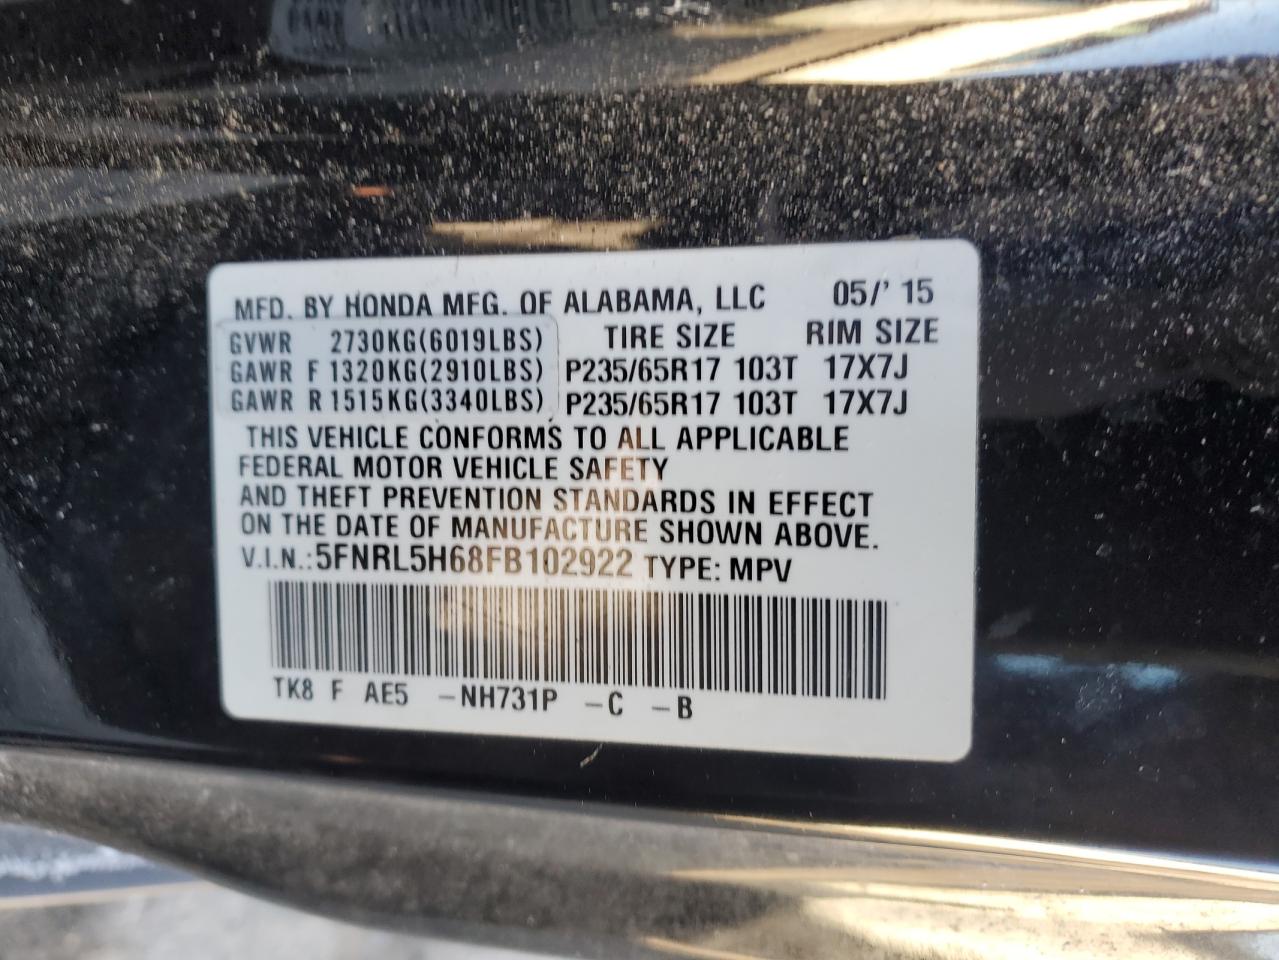 MFD. BY HONDA MFG. OF ALABAMA, LLC 05/' 15
GVWR 2730KG(6019LBS) TIRE SIZE RIM SIZE
GAWR F 1320KG(2910LBS) P235/65R17 103T 17X7J
GAWR R 1515KG(3340LBS) P235/65R17 103T 17X7J
THIS VEHICLE CONFORMS TO ALL APPLICABLE
FEDERAL MOTOR VEHICLE SAFETY
AND THEFT PREVENTION STANDARDS IN EFFECT
ON THE DATE OF MANUFACTURE SHOWN ABOVE.
V.I.N.: 5FNRL5H68FB102922 TYPE: MPV
TK8 F AE5 -NH731P -C -B